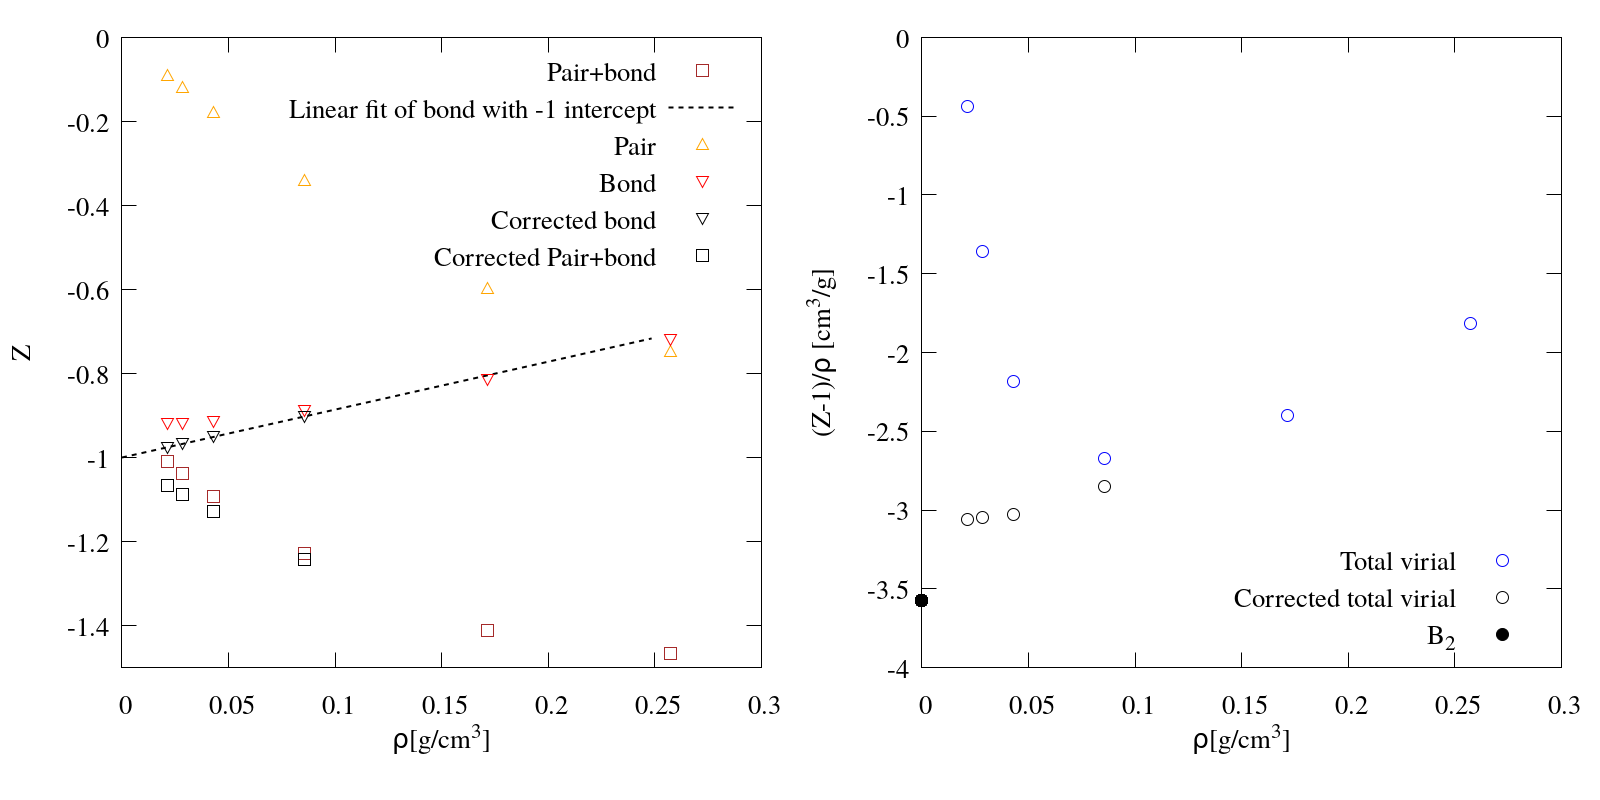 0
-0.2
-0.4
-0.6
-0.8
-1
-1.2
-1.4
0 0.05 0.1 0.15 0.2 0.25 0.3
Z
ρ[g/cm³]
Pair+bond
Linear fit of bond with -1 intercept
Pair
Bond
Corrected bond
Corrected Pair+bond
0
-0.5
-1
-1.5
-2
-2.5
-3
-3.5
-4
0 0.05 0.1 0.15 0.2 0.25 0.3
(Z-1)/ρ [cm³/g]
ρ[g/cm³]
Total virial
Corrected total virial
B₂